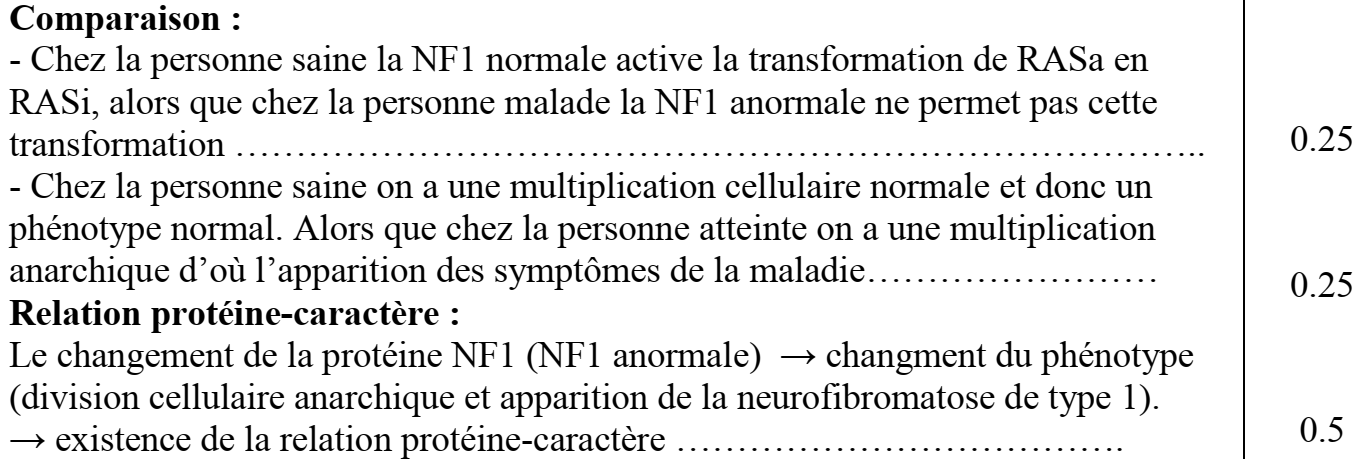 Comparaison :
- Chez la personne saine la NF1 normale active la transformation de RASa en
RASi, alors que chez la personne malade la NF1 anormale ne permet pas cette
transformation ………………………………………………………………….. 0.25
- Chez la personne saine on a une multiplication cellulaire normale et donc un
phénotype normal. Alors que chez la personne atteinte on a une multiplication
anarchique d’où l’apparition des symptômes de la maladie…………………… 0.25
Relation protéine-caractère :
Le changement de la protéine NF1 (NF1 anormale) → changment du phénotype
(division cellulaire anarchique et apparition de la neurofibromatose de type 1).
→ existence de la relation protéine-caractère ………………………………. 0.5